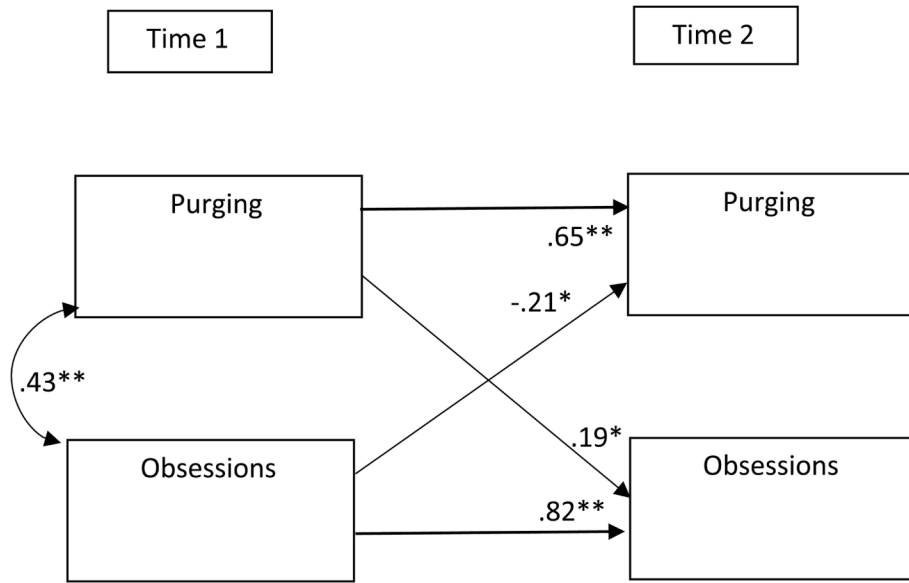 Time 1
Time 2
Purging
Purging
.65**
-.21*
.43**
.19*
Obsessions
Obsessions
.82**